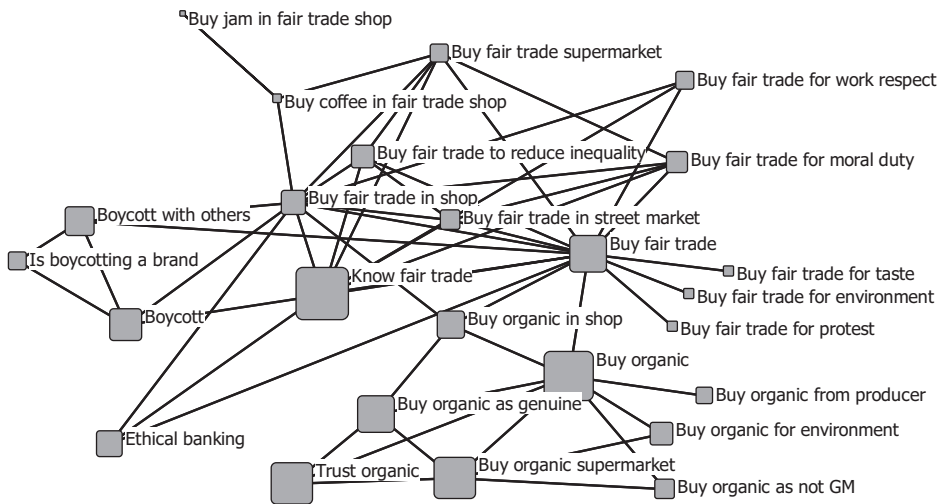 Buy jam in fair trade shop
Buy fair trade supermarket
Buy fair trade for work respect
Buy coffee in fair trade shop
Buy fair trade to reduce inequality
Buy fair trade for moral duty
Buy fair trade in shop
Boycott with others
Buy fair trade in street market
Buy fair trade
Is boycotting a brand
Know fair trade
Buy fair trade for taste
Buy fair trade for environment
Boycott
Buy organic in shop
Buy fair trade for protest
Buy organic
Buy organic from producer
Buy organic as genuine
Buy organic for environment
Ethical banking
Trust organic
Buy organic supermarket
Buy organic as not GM